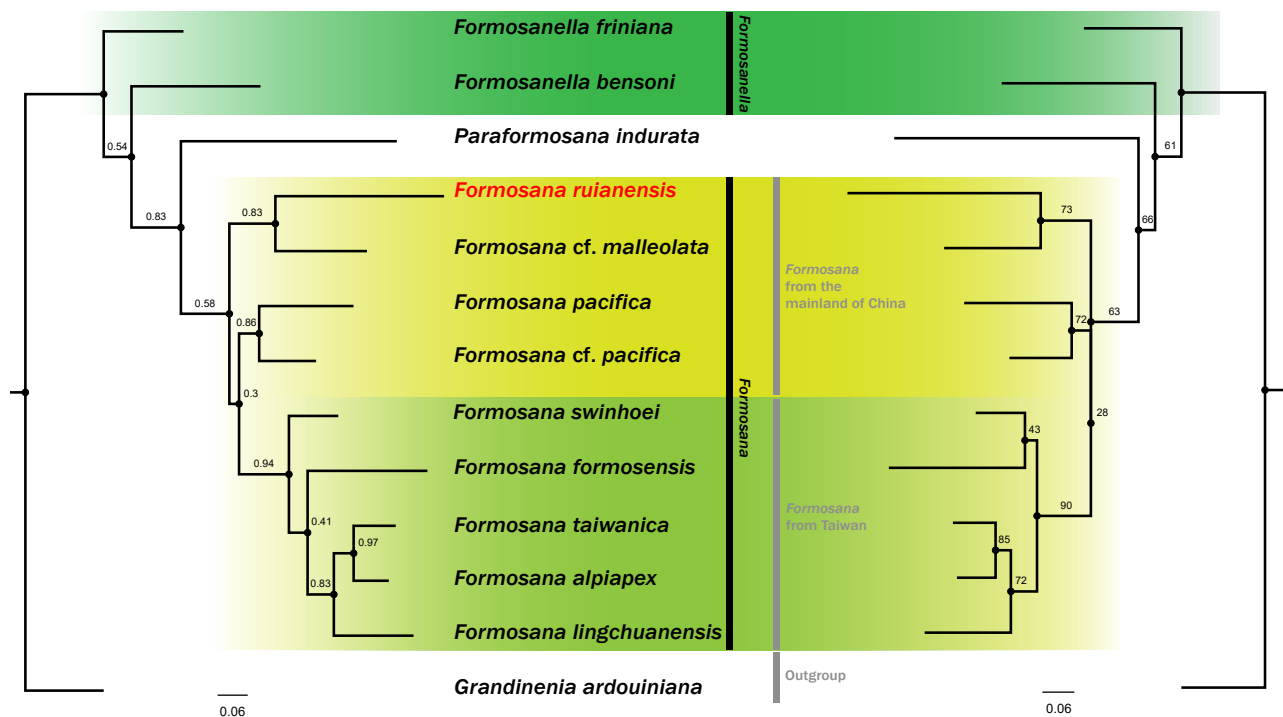 Formosanella friniana
Formosanella bensoni
Formosanella
0.54
61
Paraformosana indurata
0.83
66
Formosana ruianensis
0.83
73
Formosana cf. malleolata
Formosana
from the
mainland of China
0.58
63
Formosana pacifica
0.86
72
Formosana cf. pacifica
Formosana
0.3
28
Formosana swinhoei
43
0.94
90
Formosana formosensis
0.41
Formosana
from Taiwan
Formosana taiwanica
0.97
85
Formosana alpiapex
0.83
72
Formosana lingchuanensis
Outgroup
Grandinenia ardouiniana
0.06
0.06